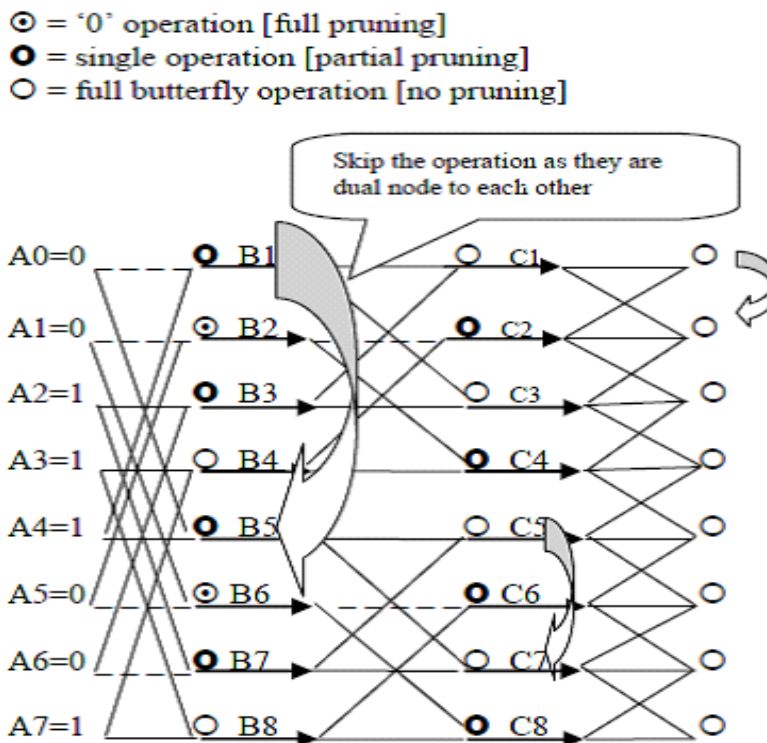 ⊙ = ‘0’ operation [full pruning]
O = single operation [partial pruning]
O = full butterfly operation [no pruning]
Skip the operation as they are
dual node to each other
A0=0 B1 C1
A1=0 B2 C2
A2=1 B3 C3
A3=1 B4 C4
A4=1 B5 C5
A5=0 B6 C6
A6=0 B7 C7
A7=1 B8 C8